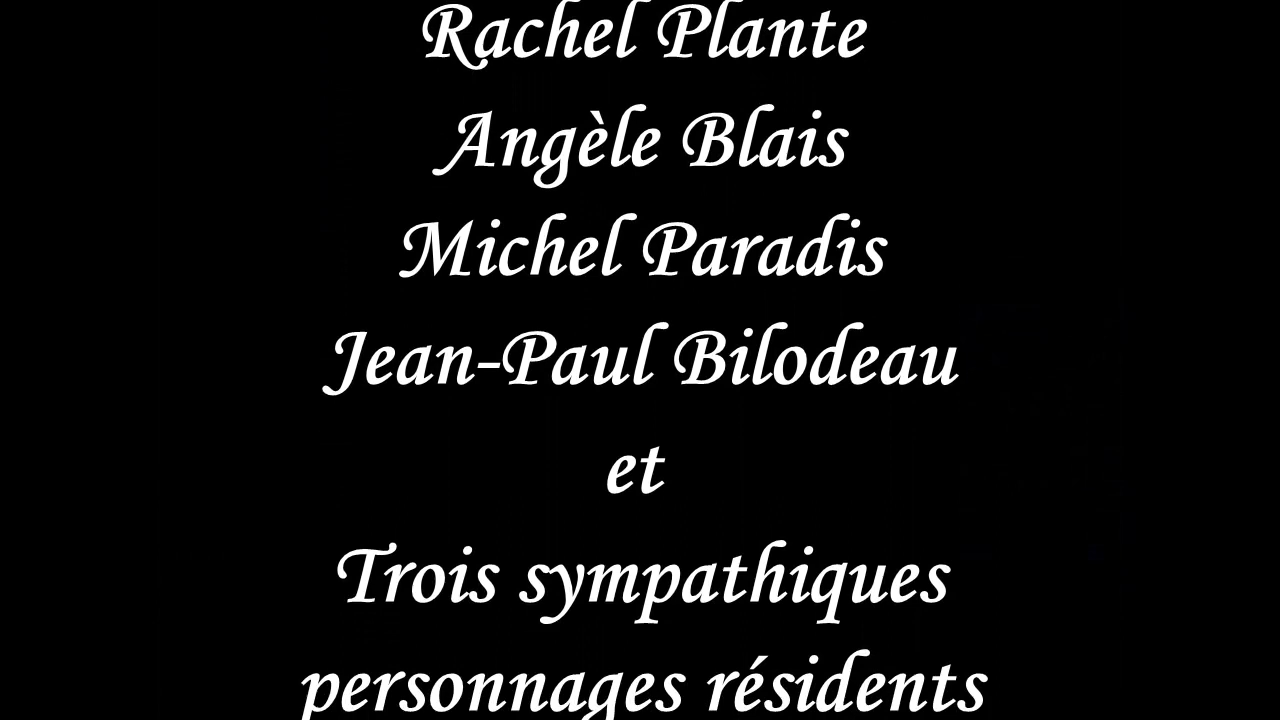 Rachel Plante
Angèle Blais
Michel Paradis
Jean-Paul Bilodeau
et
Trois sympathiques
personnages résidents